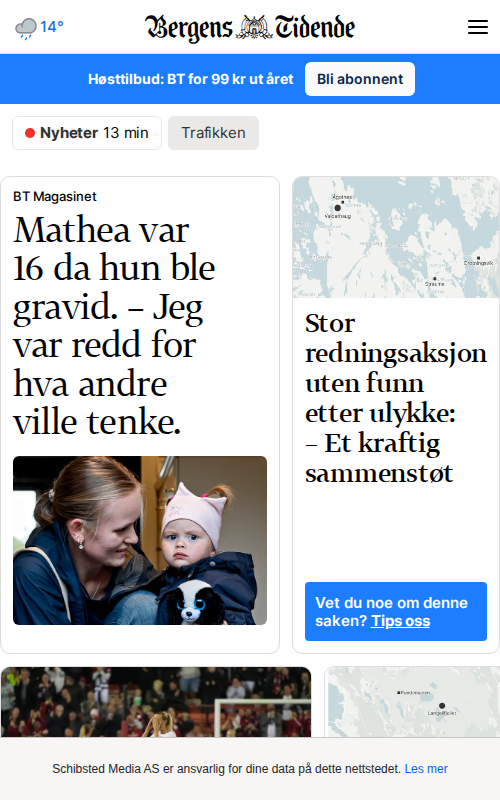 14°
Bergens Tidende
Høsttilbud: BT for 99 kr ut året
Bli abonnent
Nyheter 13 min
Trafikken
BT Magasinet
Mathea var
16 da hun ble
gravid. – Jeg
var redd for
hva andre
ville tenke.
Ågotnes
Valderhaug
Straume
Stor
redningsaksjon
uten funn
etter ulykke:
– Et kraftig
sammenstøt
Vet du noe om denne
saken? Tips oss
Schibsted Media AS er ansvarlig for dine data på dette nettstedet. Les mer